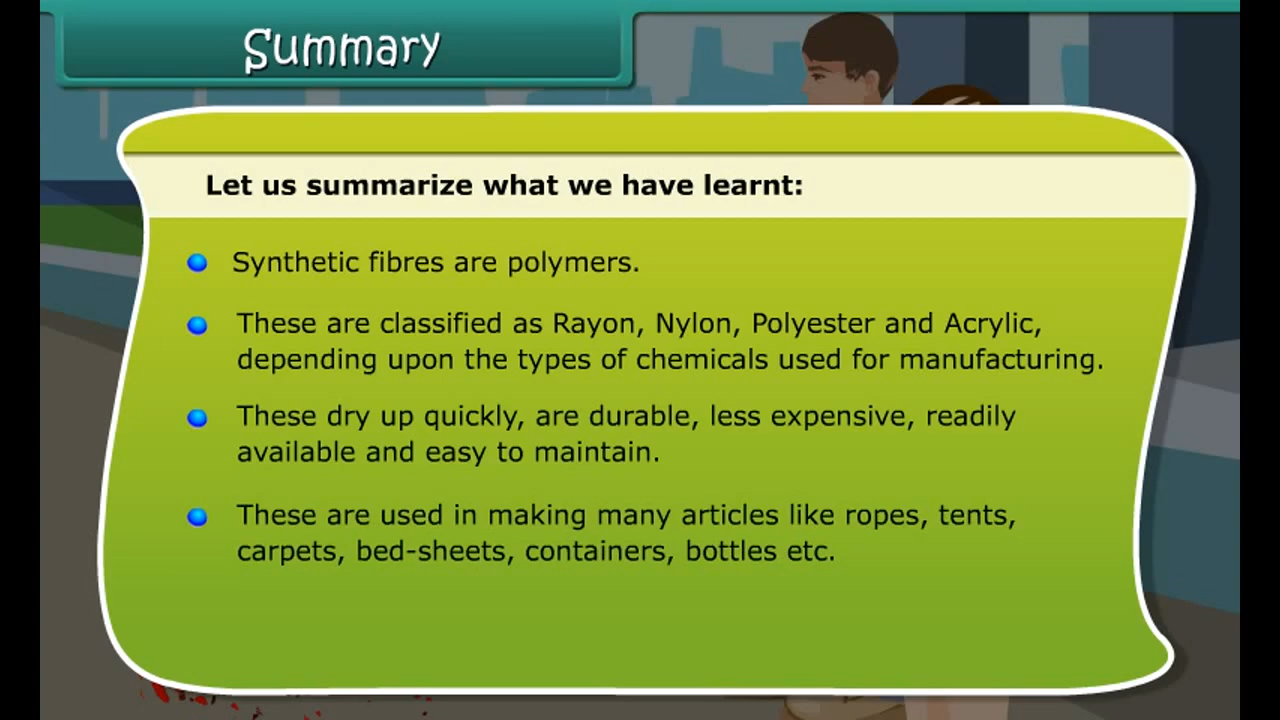 Summary
Let us summarize what we have learnt:
Synthetic fibres are polymers.
These are classified as Rayon, Nylon, Polyester and Acrylic,
depending upon the types of chemicals used for manufacturing.
These dry up quickly, are durable, less expensive, readily
available and easy to maintain.
These are used in making many articles like ropes, tents,
carpets, bed-sheets, containers, bottles etc.